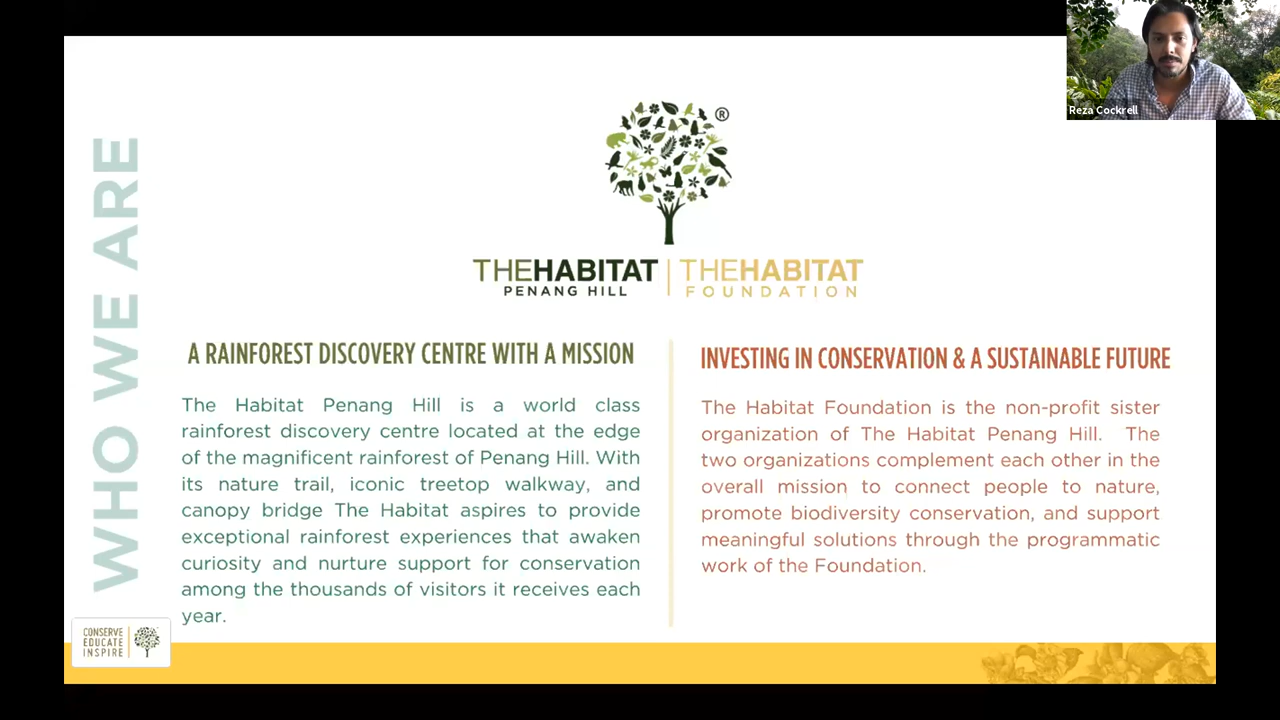 Reza Cockrell
WHO WE ARE
®
THEHABITAT
PENANG HILL
THEHABITAT
FOUNDATION
A RAINFOREST DISCOVERY CENTRE WITH A MISSION
The Habitat Penang Hill is a world class
rainforest discovery centre located at the edge
of the magnificent rainforest of Penang Hill. With
its nature trail, iconic treetop walkway, and
canopy bridge The Habitat aspires to provide
exceptional rainforest experiences that awaken
curiosity and nurture support for conservation
among the thousands of visitors it receives each
year.
INVESTING IN CONSERVATION & A SUSTAINABLE FUTURE
The Habitat Foundation is the non-profit sister
organization of The Habitat Penang Hill. The
two organizations complement each other in the
overall mission to connect people to nature,
promote biodiversity conservation, and support
meaningful solutions through the programmatic
work of the Foundation.
CONSERVE
EDUCATE
INSPIRE